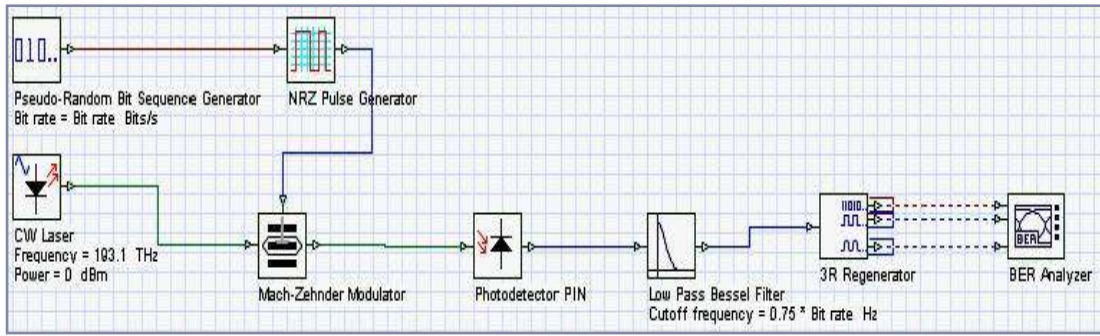 010..
Pseudo-Random Bit Sequence Generator
Bit rate = Bit rate Bits/s
NRZ Pulse Generator
CW Laser
Frequency = 193.1 THz
Power = 0 dBm
Mach-Zehnder Modulator
Photodetector PIN
Low Pass Bessel Filter
Cutoff frequency = 0.75 * Bit rate Hz
3R Regenerator
BER
BER Analyzer